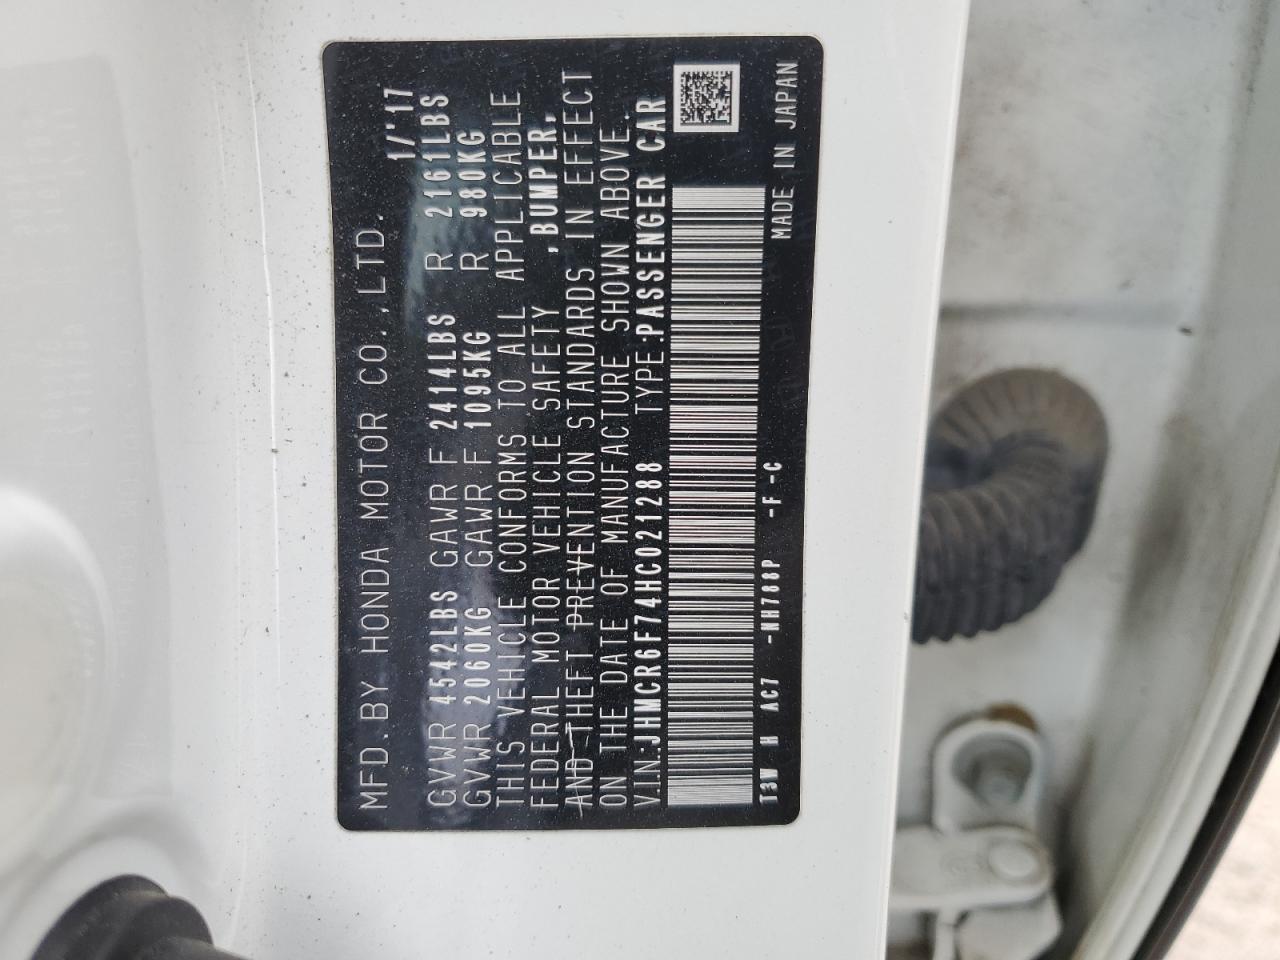 MFD.BY HONDA MOTOR CO.,LTD. 1/'17
GVWR 4542LBS GAWR F 2414LBS R 2161LBS
GVWR 2060KG GAWR F 1095KG R 980KG
THIS VEHICLE CONFORMS TO ALL APPLICABLE
FEDERAL MOTOR VEHICLE SAFETY ,BUMPER,
AND THEFT PREVENTION STANDARDS IN EFFECT
ON THE DATE OF MANUFACTURE SHOWN ABOVE.
V.I.N.:JHMCR6F74HC021288 TYPE:PASSENGER CAR
T3W H AC7 -NH788P -F-C MADE IN JAPAN